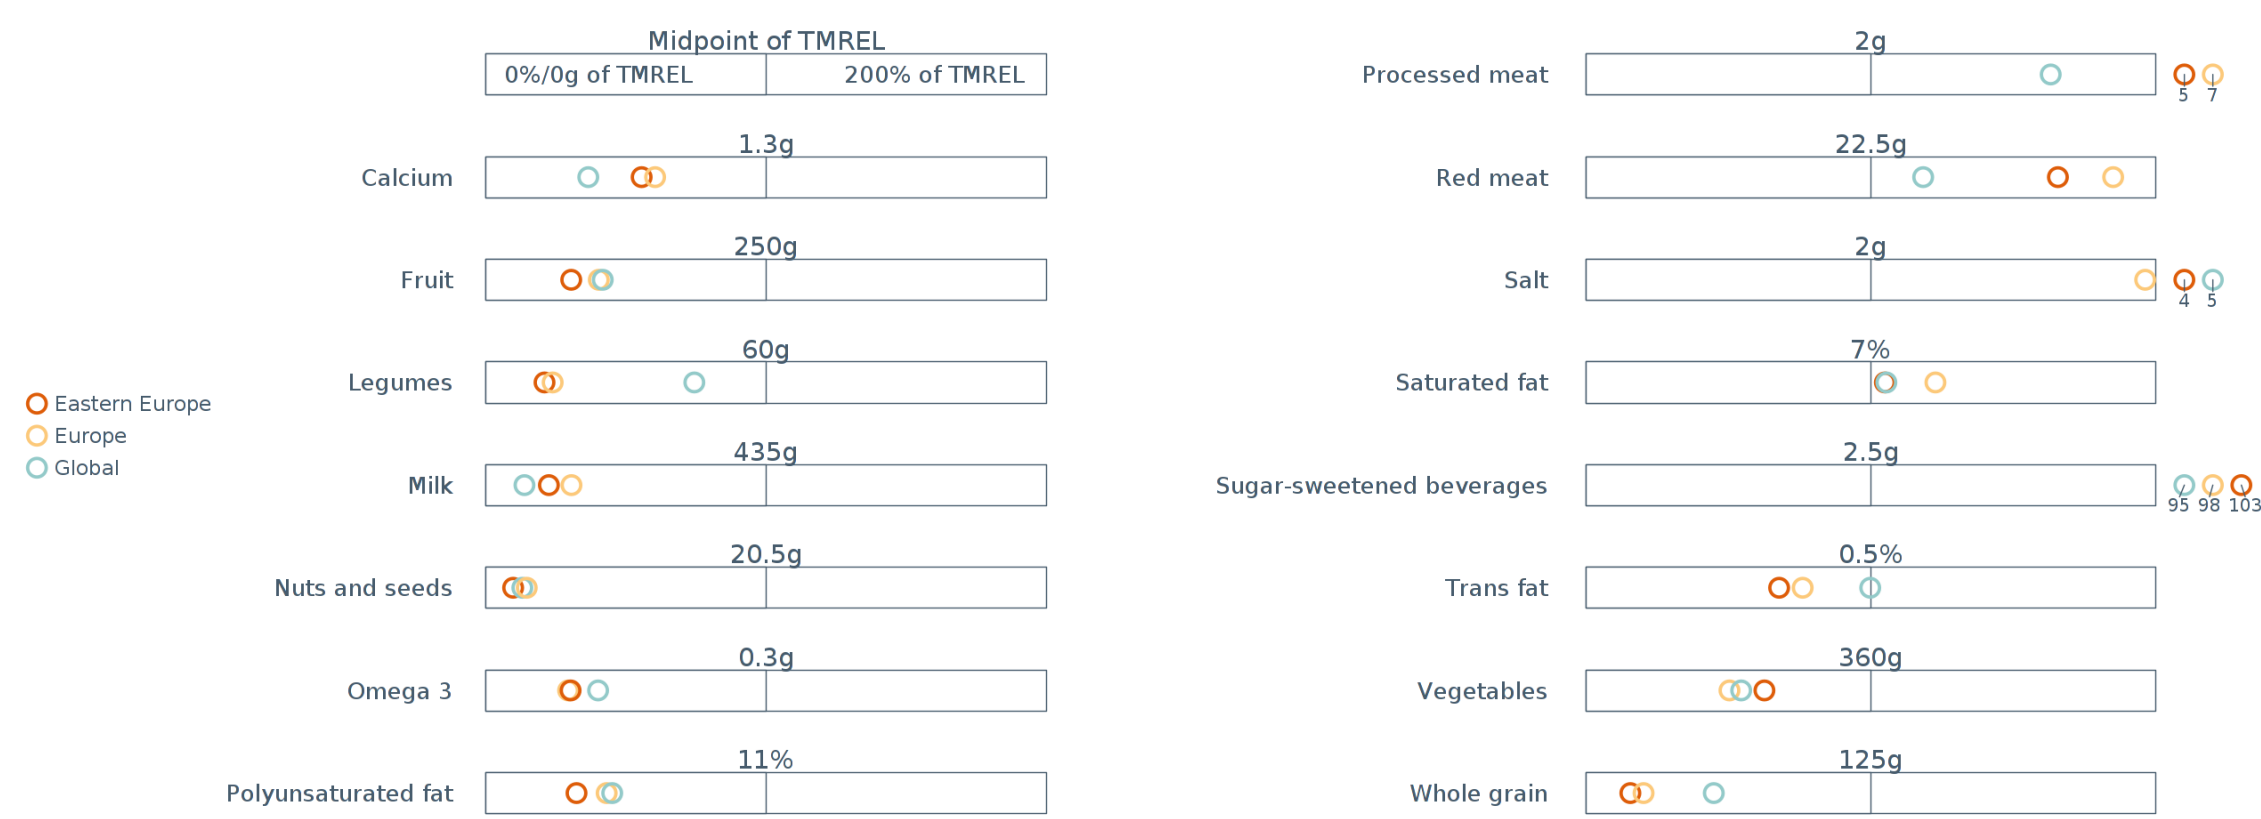 Midpoint of TMREL
0%/0g of TMREL 200% of TMREL
1.3g
Calcium
250g
Fruit
60g
Legumes
435g
Milk
20.5g
Nuts and seeds
0.3g
Omega 3
11%
Polyunsaturated fat
Eastern Europe
Europe
Global
2g
Processed meat
5 7
22.5g
Red meat
2g
Salt
4 5
7%
Saturated fat
2.5g
Sugar-sweetened beverages
95 98 103
0.5%
Trans fat
360g
Vegetables
125g
Whole grain